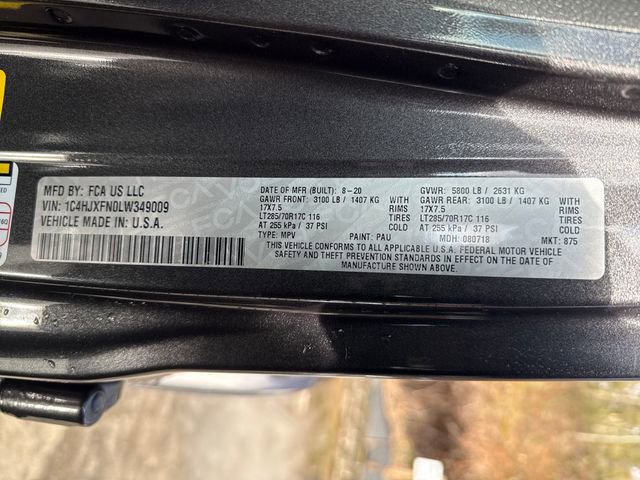 MFD BY: FCA US LLC
VIN: 1C4HJXFN0LW349009
VEHICLE MADE IN U.S.A.
DATE OF MFR (BUILT): 8-20
GAWR FRONT: 3100 LB / 1407 KG
17X7.5 RIMS
LT285/70R17C 116 TIRES
AT 255 kPa / 37 PSI COLD
TYPE: MPV PAINT: PAU
GVWR: 5800 LB / 2631 KG
GAWR REAR: 3100 LB / 1407 KG
17X7.5 RIMS
LT285/70R17C 116 TIRES
AT 255 kPa / 37 PSI COLD
MDH: 080718 MKT: 875
THIS VEHICLE CONFORMS TO ALL APPLICABLE U.S.A. FEDERAL MOTOR VEHICLE
SAFETY AND THEFT PREVENTION STANDARDS IN EFFECT ON THE DATE OF
MANUFACTURE SHOWN ABOVE.